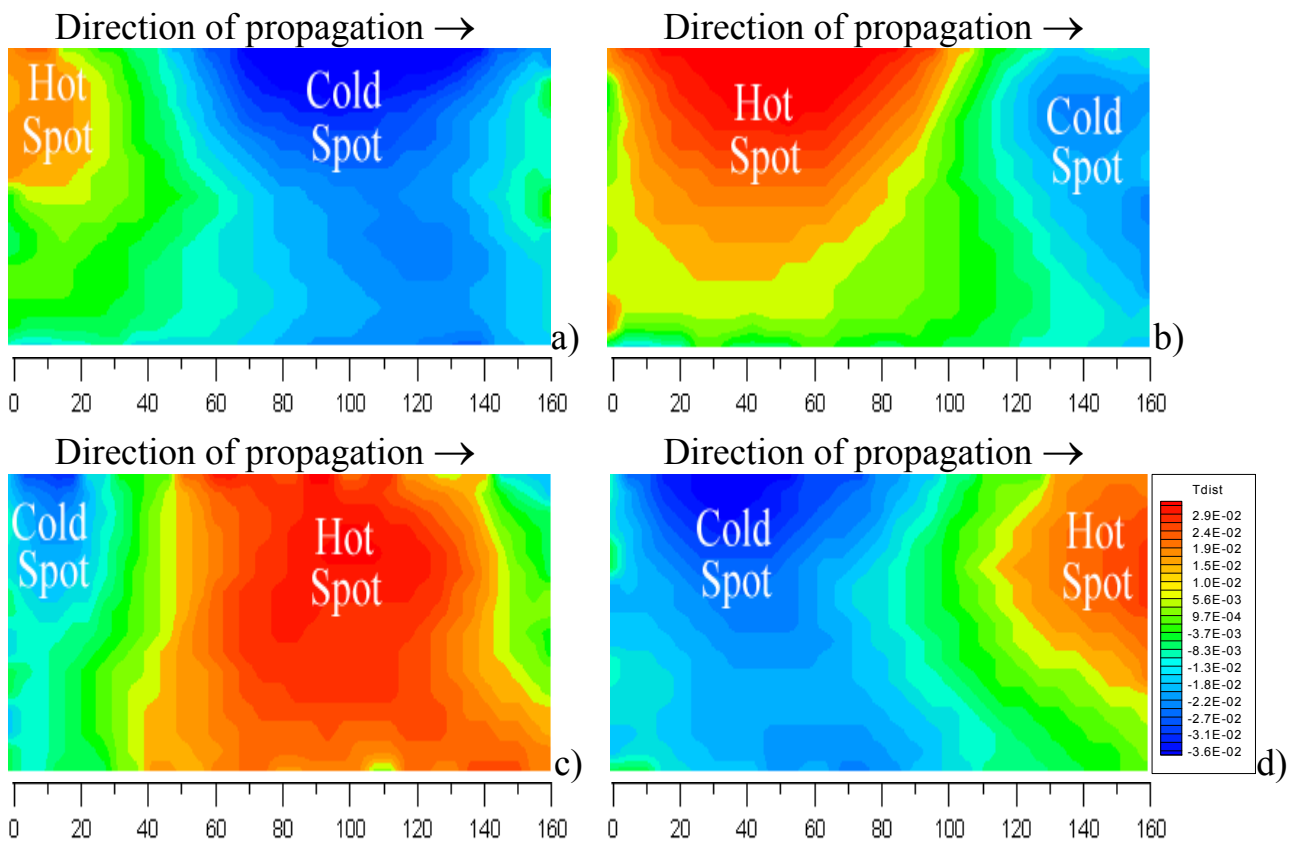 Direction of propagation →
Direction of propagation →
Hot
Spot
Cold
Spot
Hot
Spot
Cold
Spot
a)
b)
0 20 40 60 80 100 120 140 160
0 20 40 60 80 100 120 140 160
Direction of propagation →
Direction of propagation →
Cold
Spot
Hot
Spot
Cold
Spot
Hot
Spot
Tdist
2.9E-02
2.4E-02
1.9E-02
1.5E-02
1.0E-02
5.6E-03
9.7E-04
-3.7E-03
-8.3E-03
-1.3E-02
-1.8E-02
-2.2E-02
-2.7E-02
-3.1E-02
-3.6E-02
c)
d)
0 20 40 60 80 100 120 140 160
0 20 40 60 80 100 120 140 160